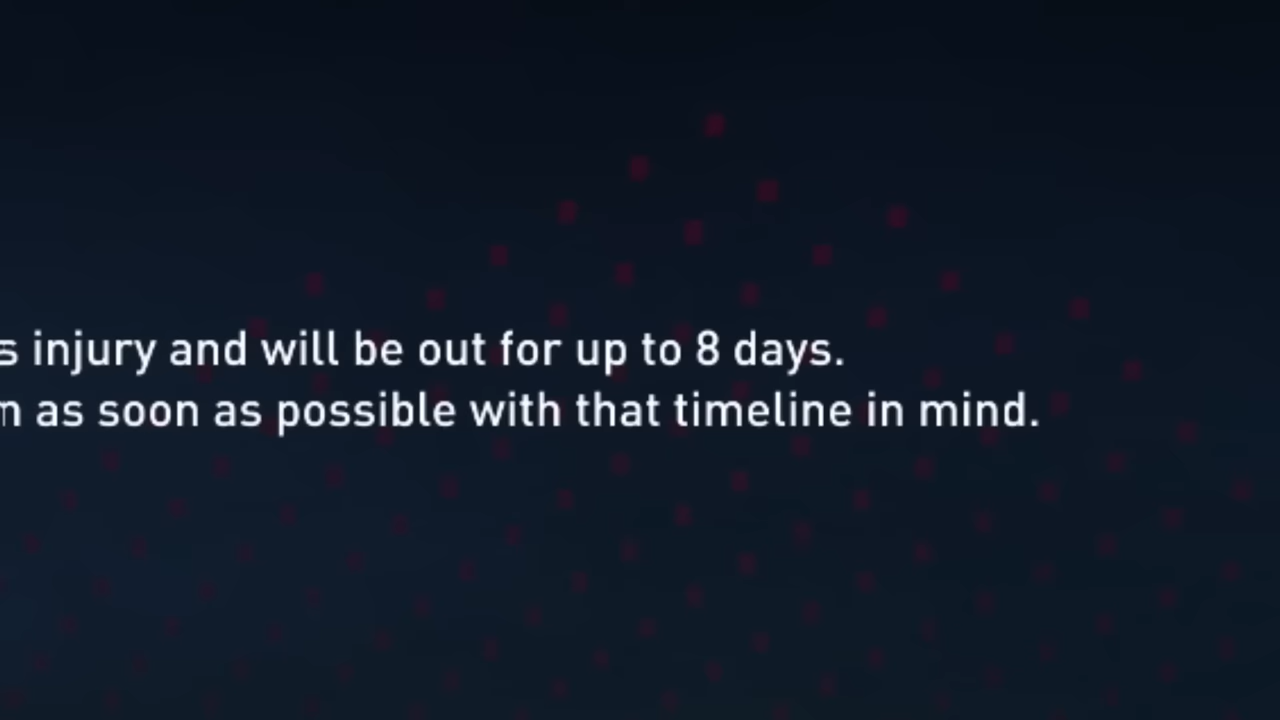 injury and will be out for up to 8 days.
as soon as possible with that timeline in mind.